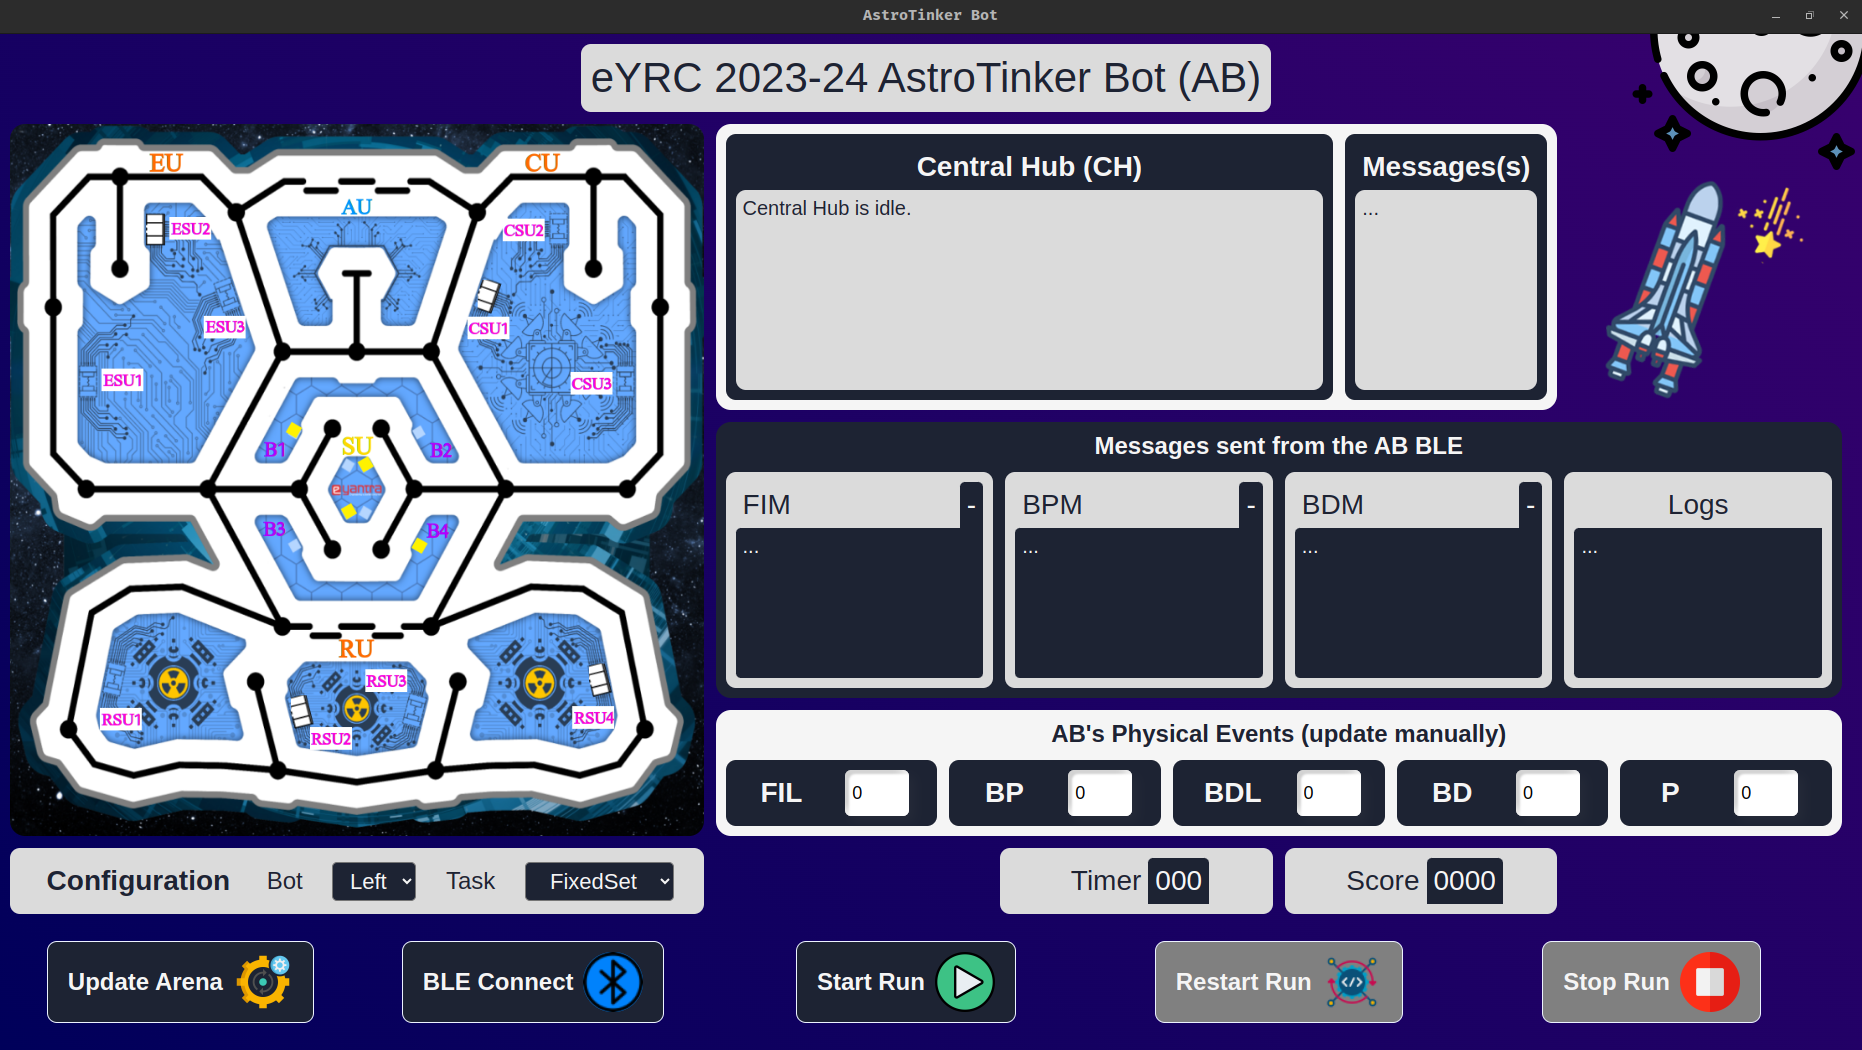 AstroTinker Bot
eYRC 2023-24 AstroTinker Bot (AB)
EU
CU
AU
ESU2
CSU2
ESU3
CSU1
ESU1
CSU3
B1
SU
B2
eyantra
B3
B4
RU
RSU3
RSU1
RSU2
RSU4
Central Hub (CH)
Central Hub is idle.
Messages(s)
...
Messages sent from the AB BLE
FIM -
...
BPM -
...
BDM -
...
Logs
...
AB's Physical Events (update manually)
FIL 0
BP 0
BDL 0
BD 0
P 0
Configuration Bot Left Task FixedSet
Timer 000
Score 0000
Update Arena
BLE Connect
Start Run
Restart Run
</>
Stop Run